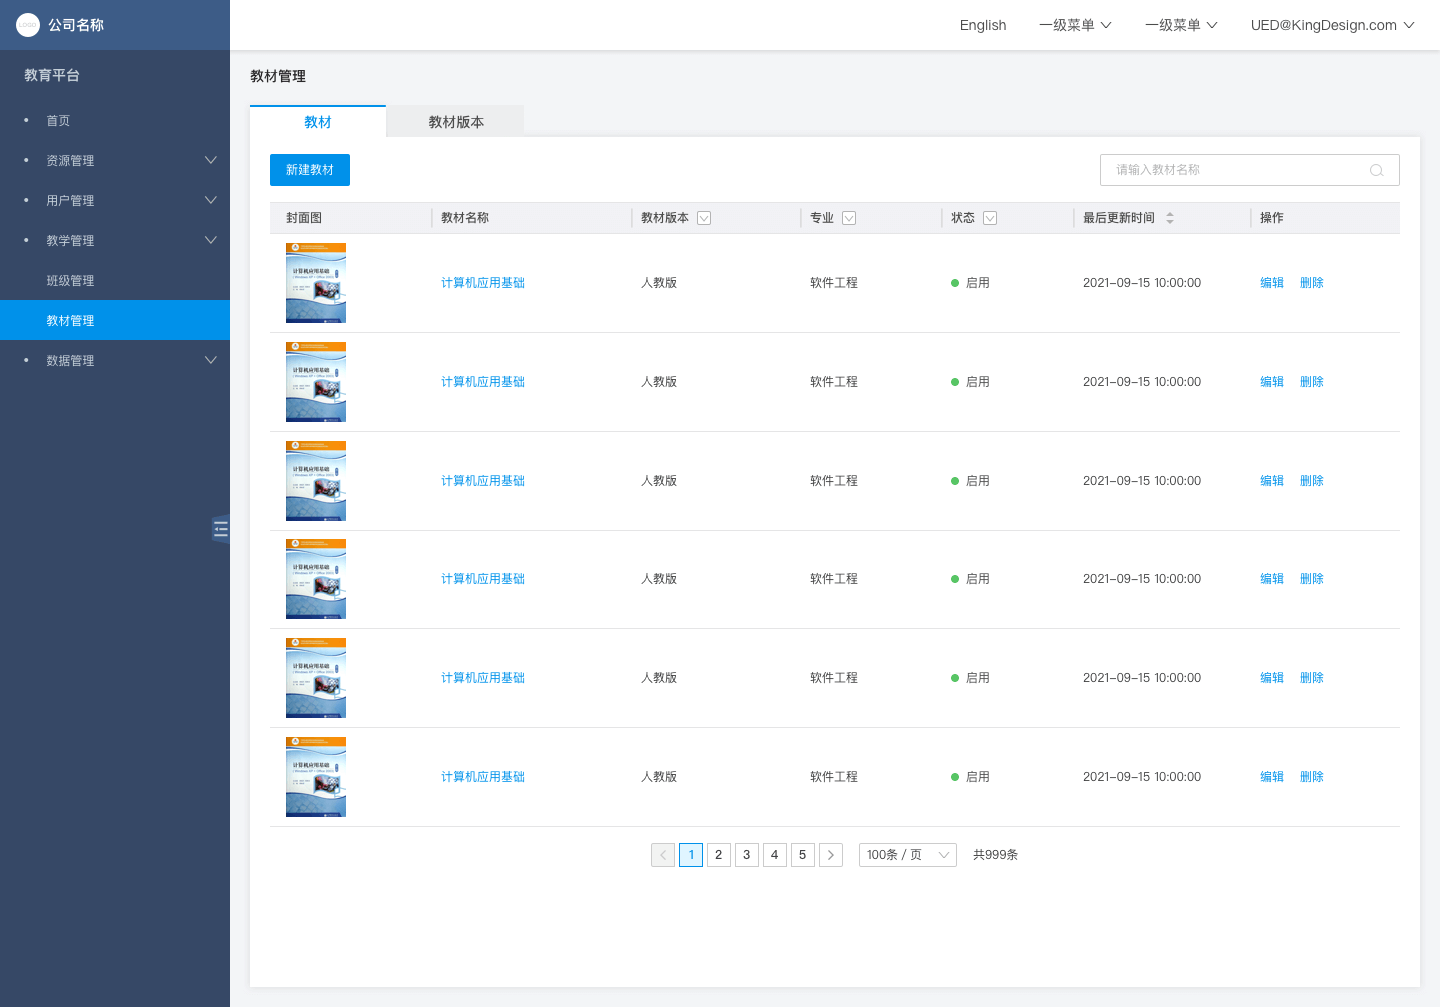 LOGO 公司名称
English 一级菜单 一级菜单 UED@KingDesign.com
教育平台
首页
资源管理
用户管理
教学管理
班级管理
教材管理
数据管理
教材管理
教材 教材版本
新建教材 请输入教材名称
封面图 教材名称 教材版本 专业 状态 最后更新时间 操作
计算机应用基础
计算机应用基础 人教版 软件工程 启用 2021-09-15 10:00:00 编辑 删除
计算机应用基础
计算机应用基础 人教版 软件工程 启用 2021-09-15 10:00:00 编辑 删除
计算机应用基础
计算机应用基础 人教版 软件工程 启用 2021-09-15 10:00:00 编辑 删除
计算机应用基础
计算机应用基础 人教版 软件工程 启用 2021-09-15 10:00:00 编辑 删除
计算机应用基础
计算机应用基础 人教版 软件工程 启用 2021-09-15 10:00:00 编辑 删除
计算机应用基础
计算机应用基础 人教版 软件工程 启用 2021-09-15 10:00:00 编辑 删除
1 2 3 4 5 100条 / 页 共999条